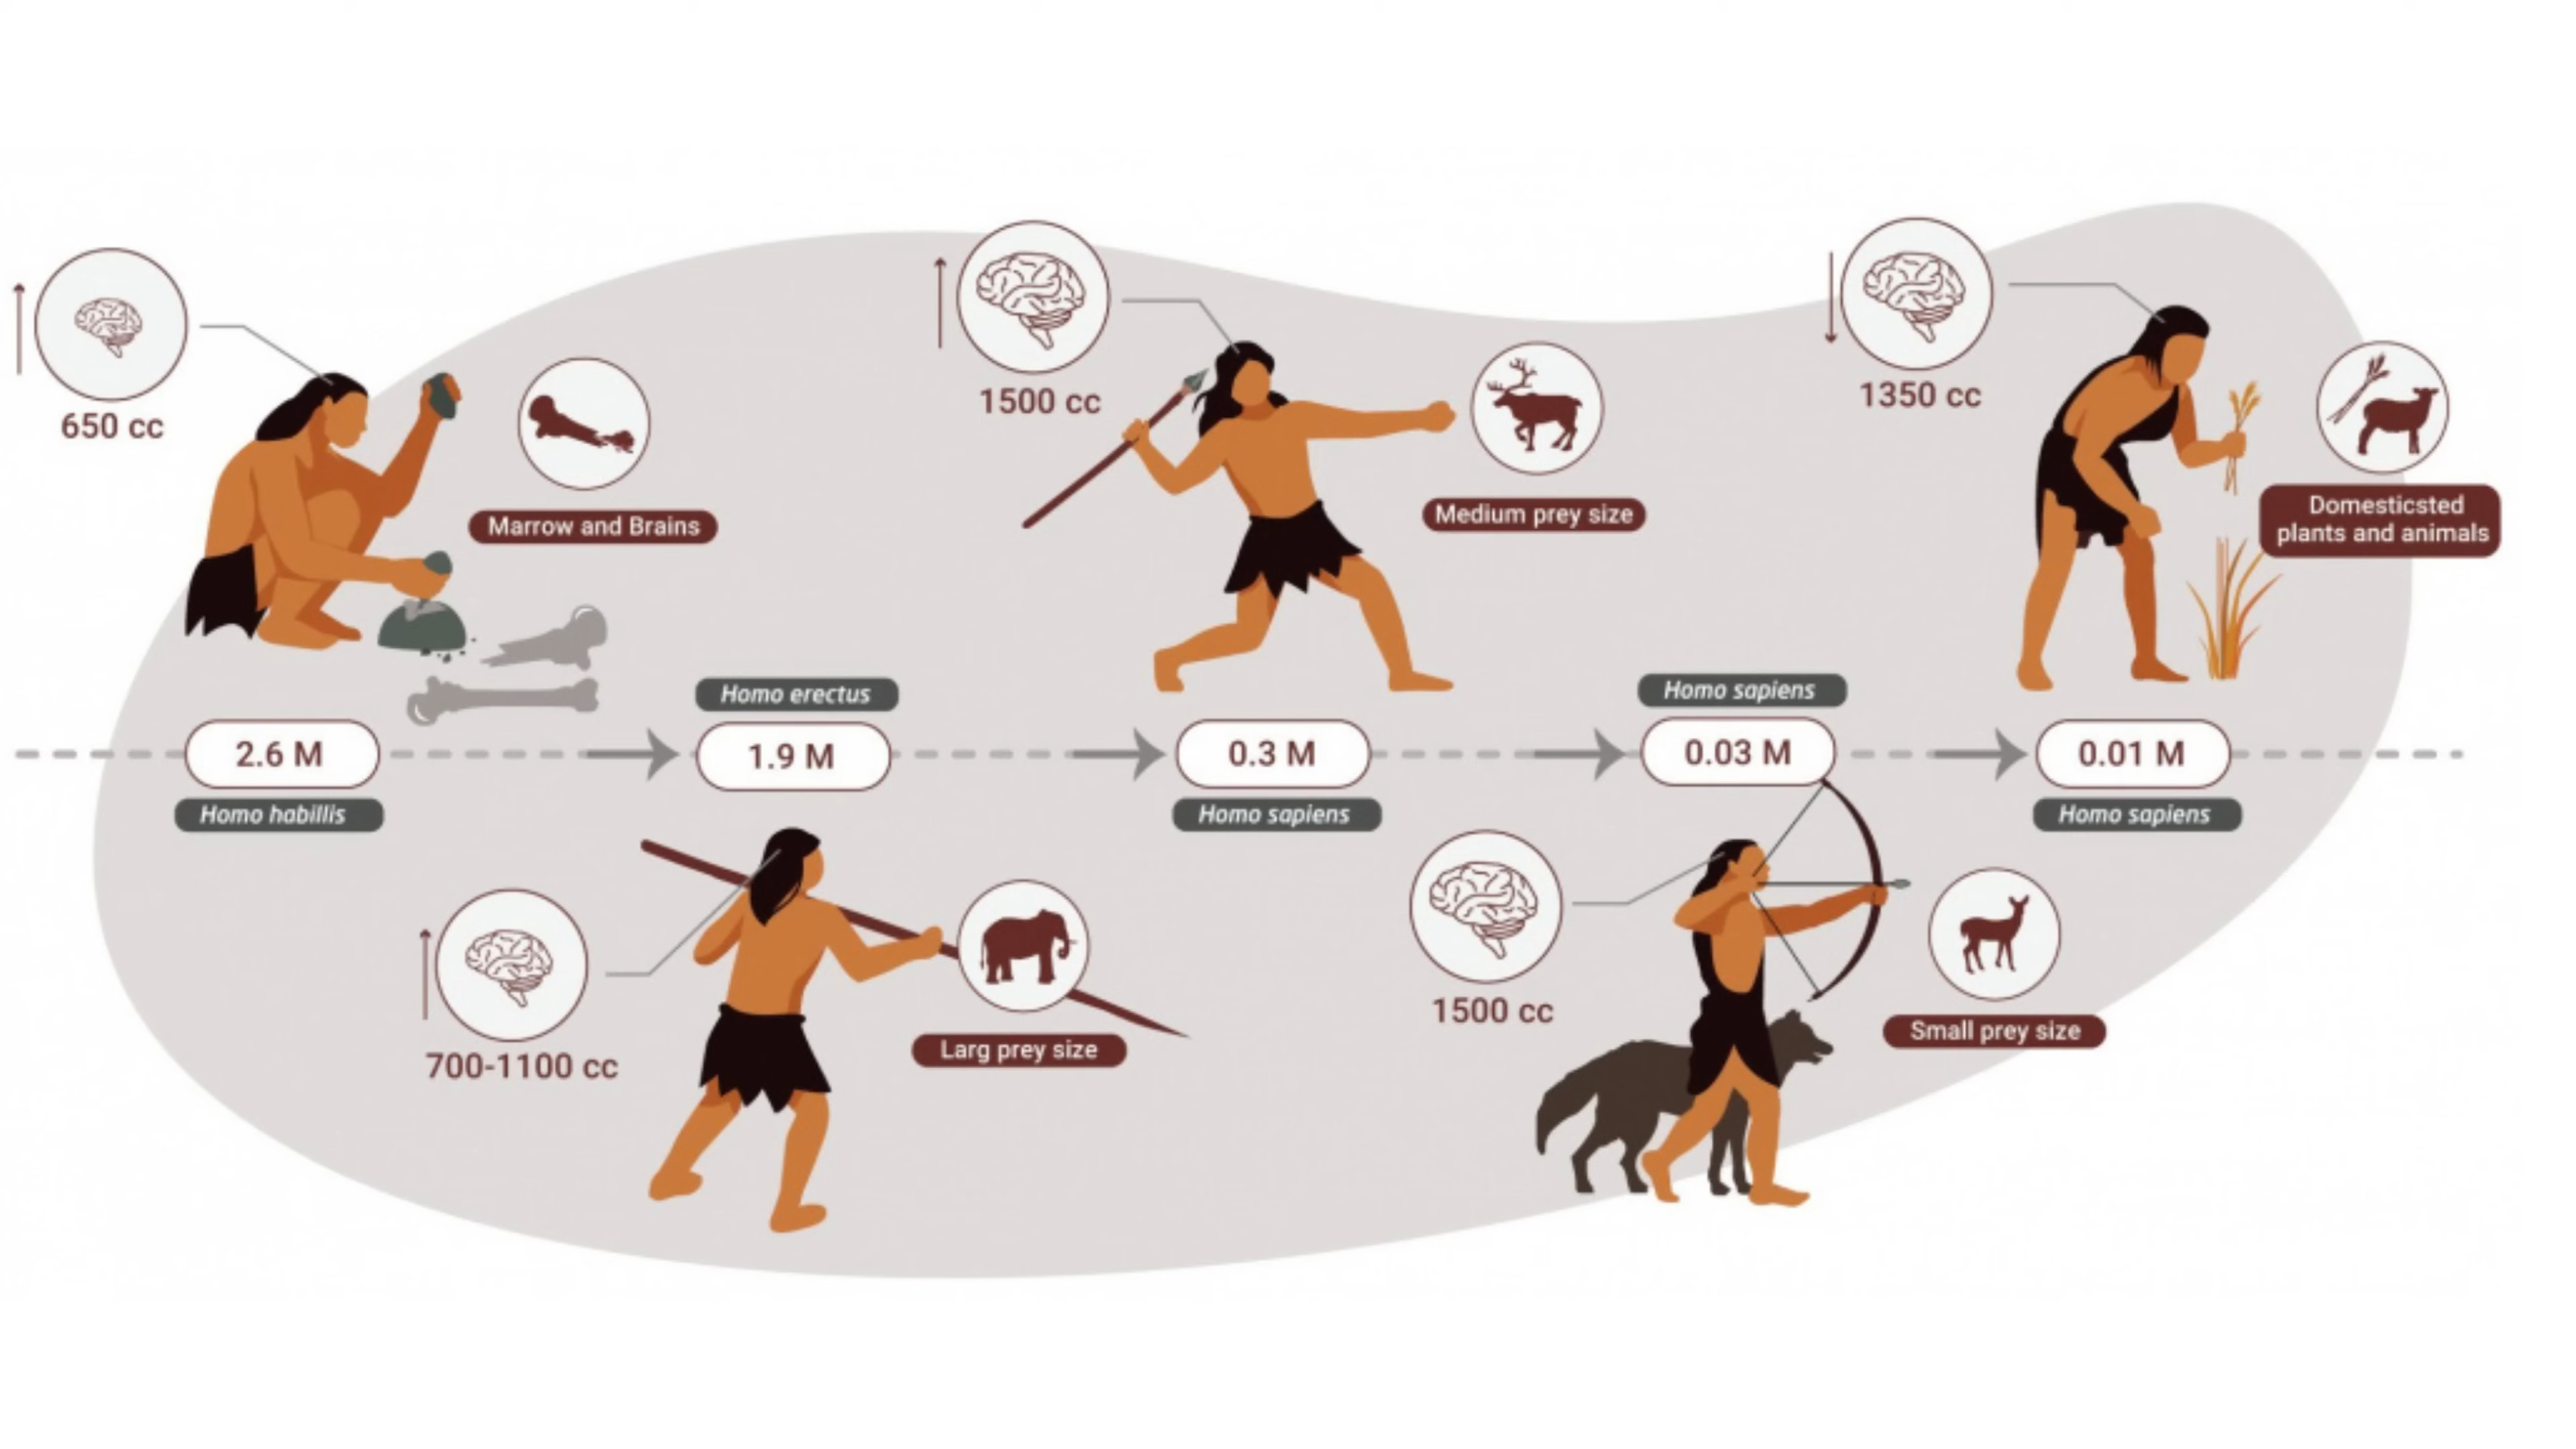 650 cc
Marrow and Brains
1500 cc
Medium prey size
1350 cc
Domesticsted
plants and animals
2.6 M
Homo habillis
Homo erectus
1.9 M
0.3 M
Homo sapiens
Homo sapiens
0.03 M
0.01 M
Homo sapiens
700-1100 cc
Larg prey size
1500 cc
Small prey size